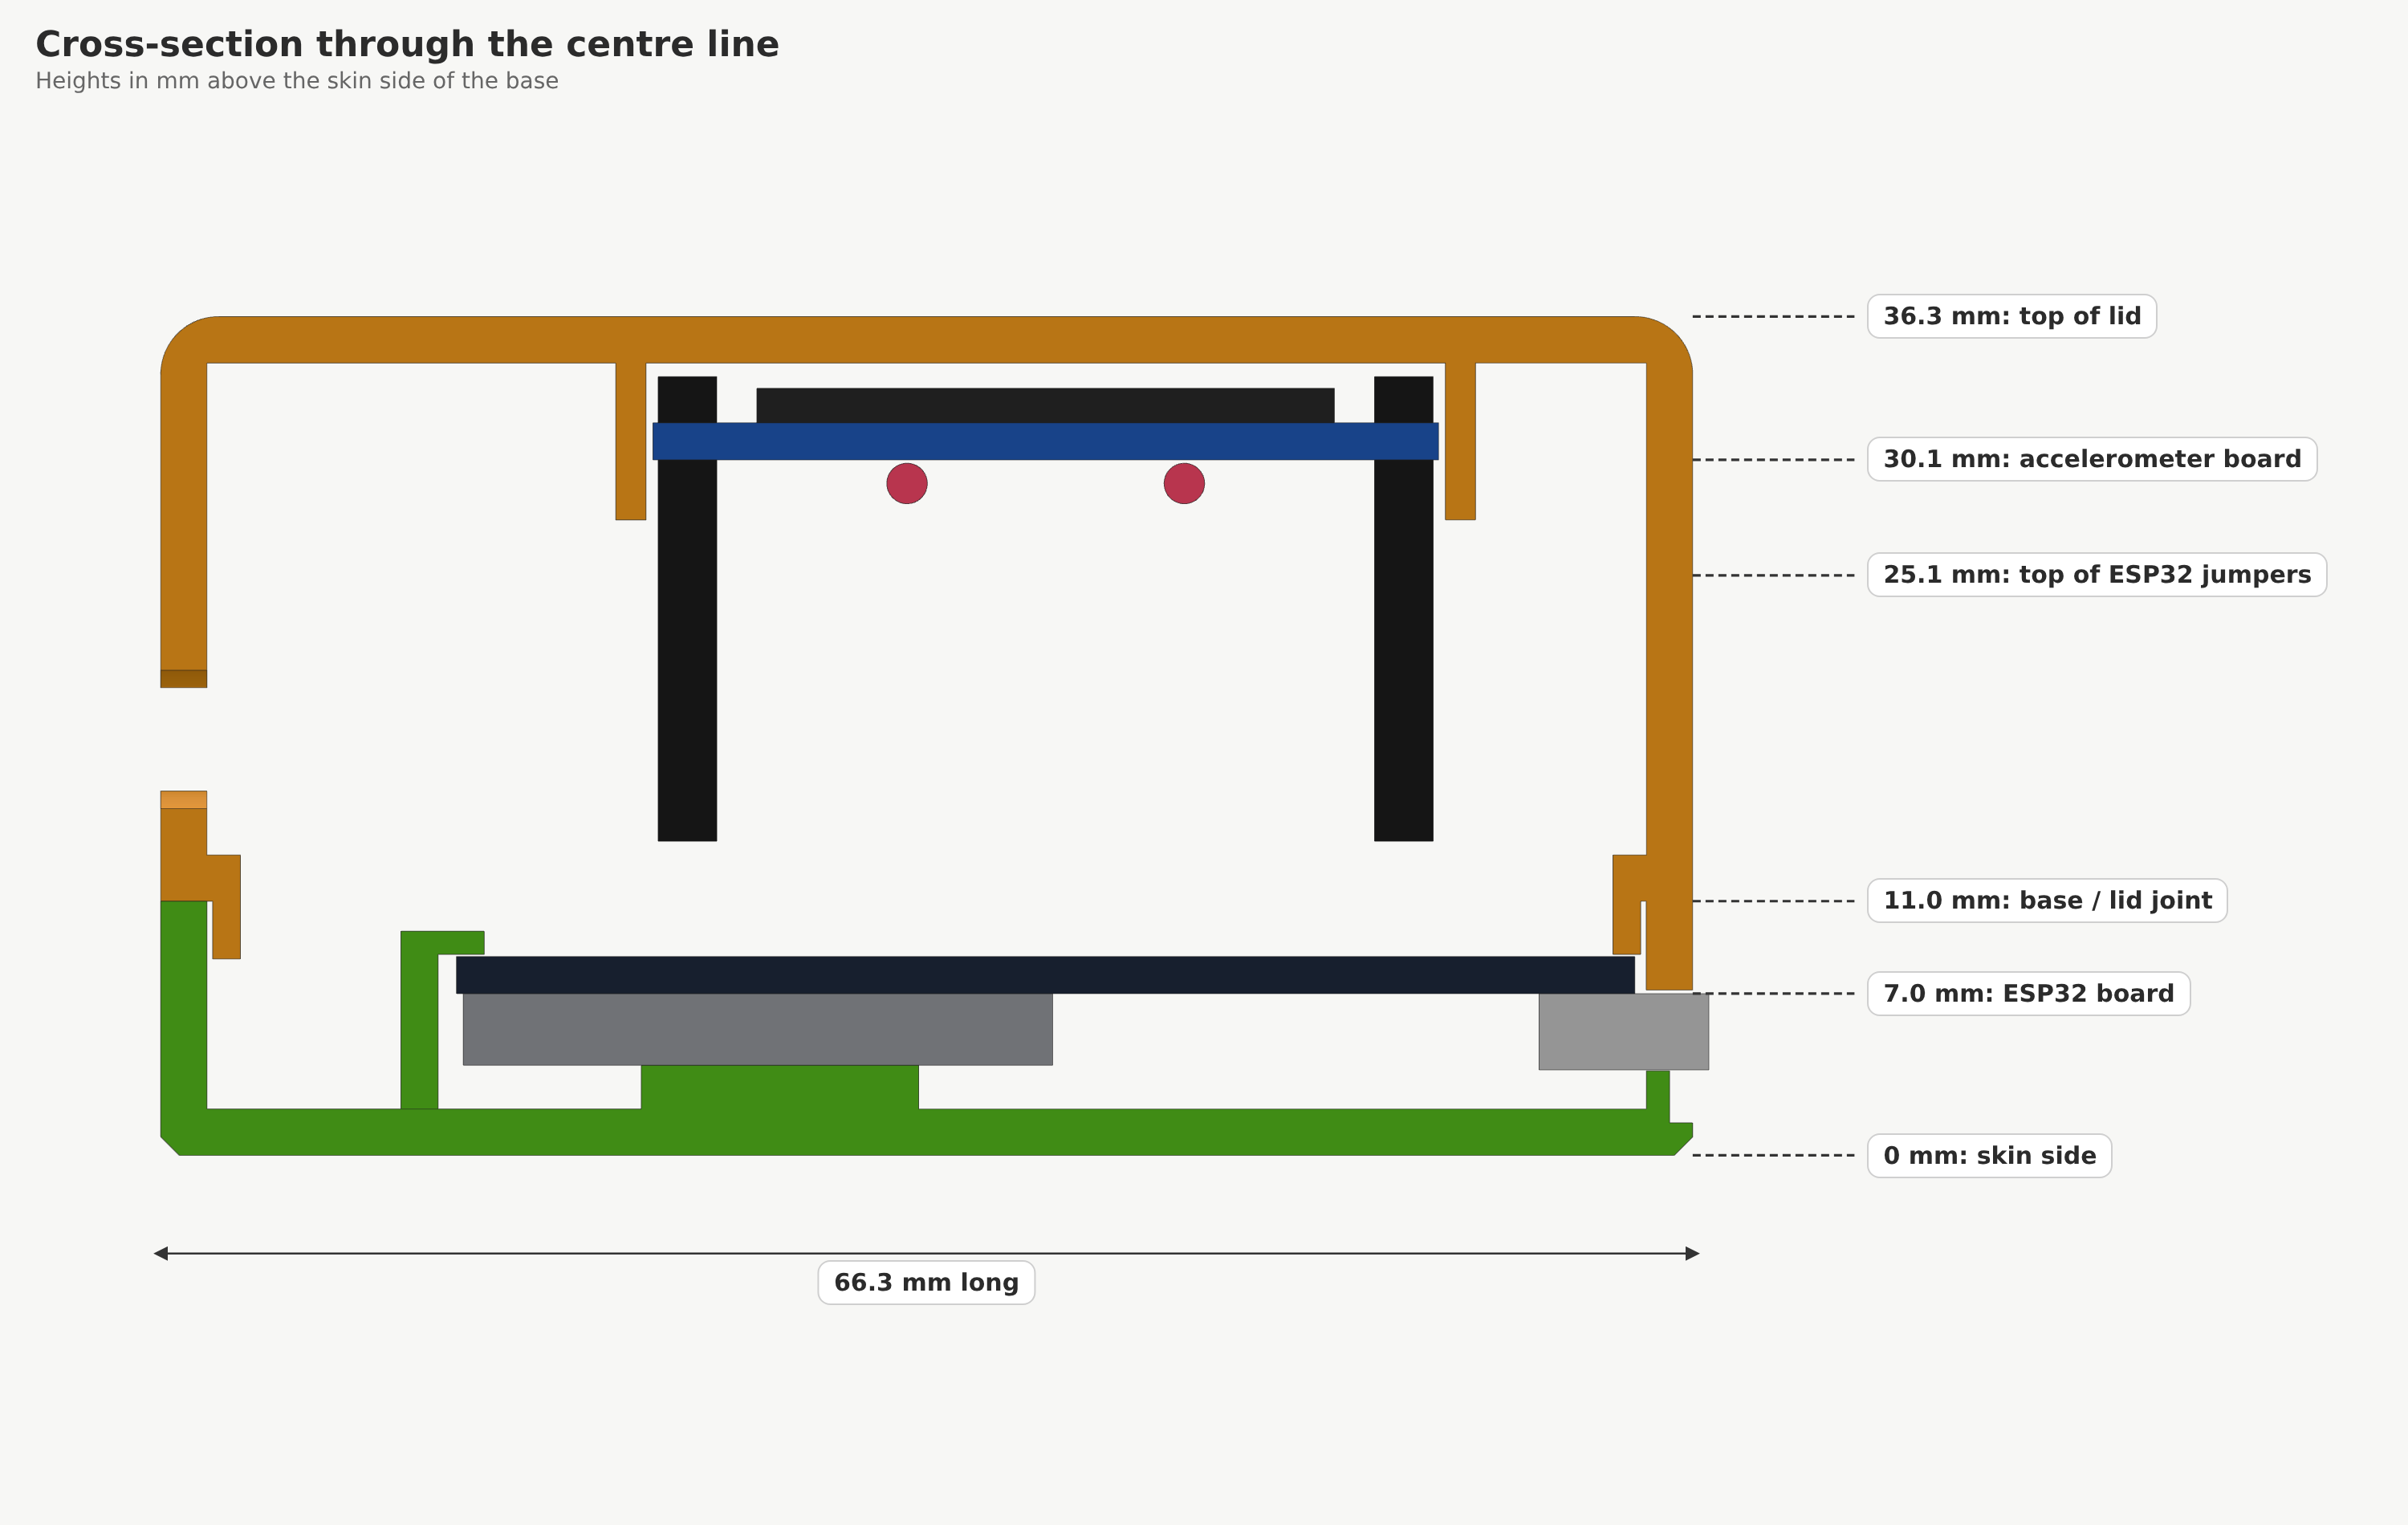 Cross-section through the centre line
Heights in mm above the skin side of the base
36.3 mm: top of lid
30.1 mm: accelerometer board
25.1 mm: top of ESP32 jumpers
11.0 mm: base / lid joint
7.0 mm: ESP32 board
0 mm: skin side
66.3 mm long